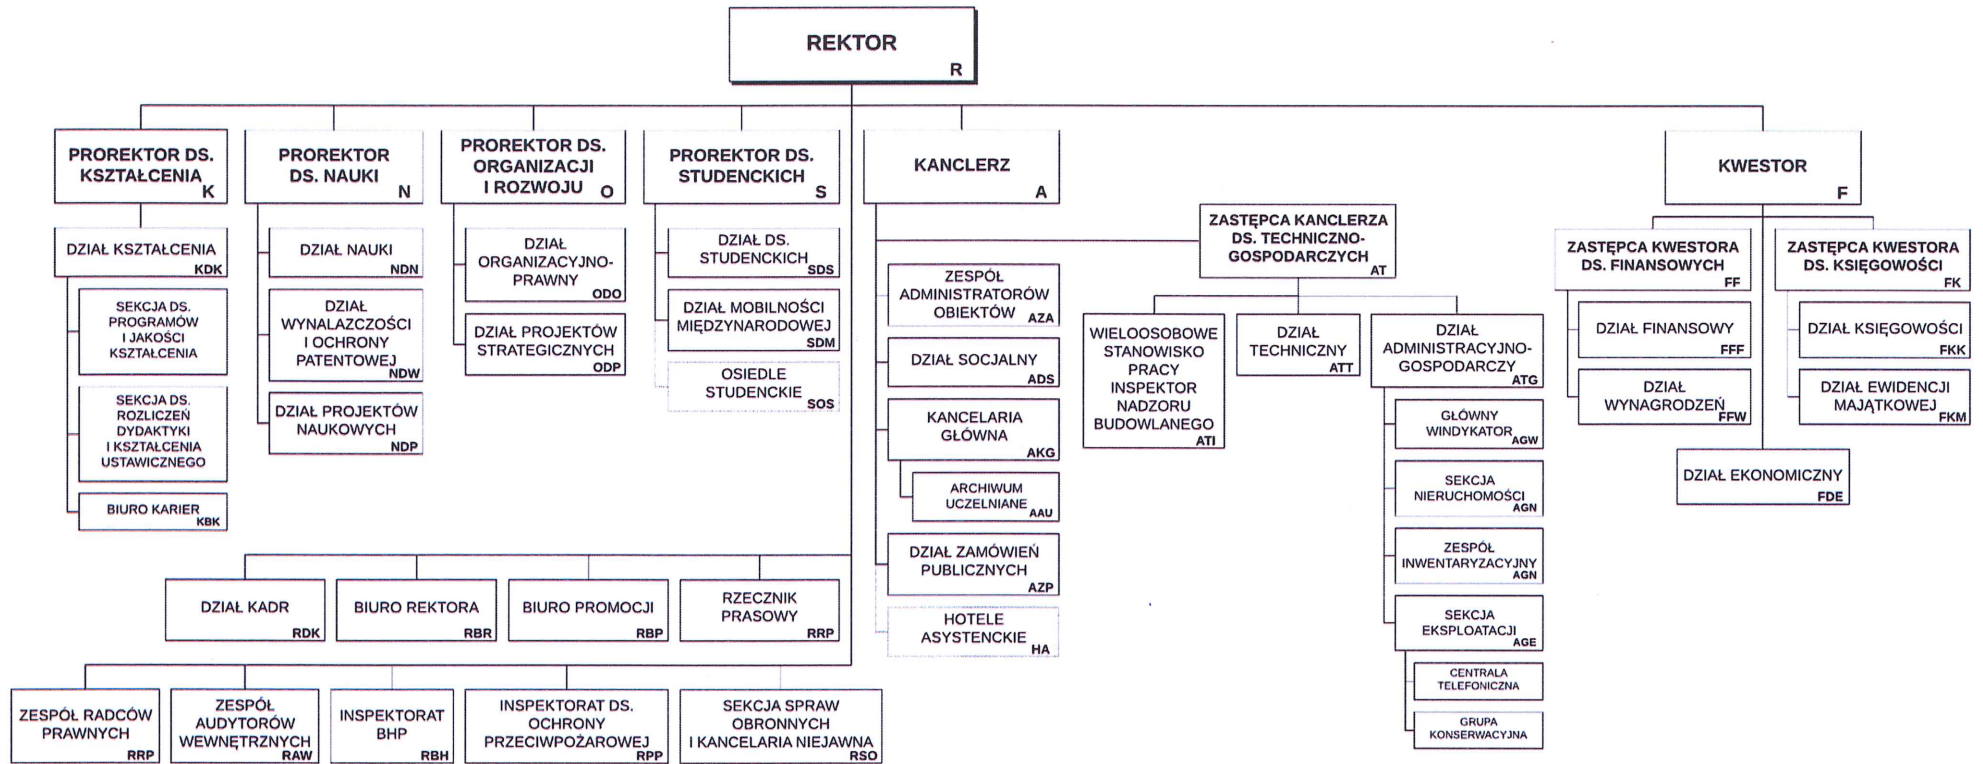 REKTOR
R
PROREKTOR DS.
KSZTAŁCENIA
K
PROREKTOR
DS. NAUKI
N
PROREKTOR DS.
ORGANIZACJI
I ROZWOJU
O
PROREKTOR DS.
STUDENCKICH
S
KANCLERZ
A
KWESTOR
F
DZIAŁ KSZTAŁCENIA
KDK
SEKCJA DS.
PROGRAMÓW
I JAKOŚCI
KSZTAŁCENIA
SEKCJA DS.
ROZLICZEŃ
DYDAKTYKI
I KSZTAŁCENIA
USTAWICZNEGO
BIURO KARIER
KBK
DZIAŁ NAUKI
NDN
DZIAŁ
WYNALAZCZOŚCI
I OCHRONY
PATENTOWEJ
NDW
DZIAŁ PROJEKTÓW
NAUKOWYCH
NDP
DZIAŁ
ORGANIZACYJNO-
PRAWNY
ODO
DZIAŁ PROJEKTÓW
STRATEGICZNYCH
ODP
DZIAŁ DS.
STUDENCKICH
SDS
DZIAŁ MOBILNOŚCI
MIĘDZYNARODOWEJ
SDM
OSIEDLE
STUDENCKIE
SOS
ZESPÓŁ
ADMINISTRATORÓW
OBIEKTÓW
AZA
DZIAŁ SOCJALNY
ADS
KANCELARIA
GŁÓWNA
AKG
ARCHIWUM
UCZELNIANE
AAU
DZIAŁ ZAMÓWIEŃ
PUBLICZNYCH
AZP
HOTELE
ASYSTENCKIE
HA
ZASTĘPCA KANCLERZA
DS. TECHNICZNO-
GOSPODARCZYCH
AT
WIELOOSOBOWE
STANOWISKO
PRACY
INSPEKTOR
NADZORU
BUDOWLANEGO
ATI
DZIAŁ
TECHNICZNY
ATT
DZIAŁ
ADMINISTRACYJNO-
GOSPODARCZY
ATG
GŁÓWNY
WINDYKATOR
AGW
SEKCJA
NIERUCHOMOŚCI
AGN
ZESPÓŁ
INWENTARYZACYJNY
AGN
SEKCJA
EKSPLOATACJI
AGE
CENTRALA
TELEFONICZNA
GRUPA
KONSERWACYJNA
ZASTĘPCA KWESTORA
DS. FINANSOWYCH
FF
DZIAŁ FINANSOWY
FFF
DZIAŁ
WYNAGRODZEŃ
FFW
ZASTĘPCA KWESTORA
DS. KSIĘGOWOŚCI
FK
DZIAŁ KSIĘGOWOŚCI
FKK
DZIAŁ EWIDENCJI
MAJĄTKOWEJ
FKM
DZIAŁ EKONOMICZNY
FDE
DZIAŁ KADR
RDK
BIURO REKTORA
RBR
BIURO PROMOCJI
RBP
RZECZNIK
PRASOWY
RRP
ZESPÓŁ RADCÓW
PRAWNYCH
RRP
ZESPÓŁ
AUDYTORÓW
WEWNĘTRZNYCH
RAW
INSPEKTORAT
BHP
RBH
INSPEKTORAT DS.
OCHRONY
PRZECIWPOŻAROWEJ
RPP
SEKCJA SPRAW
OBRONNYCH
I KANCELARIA NIEJAWNA
RSO